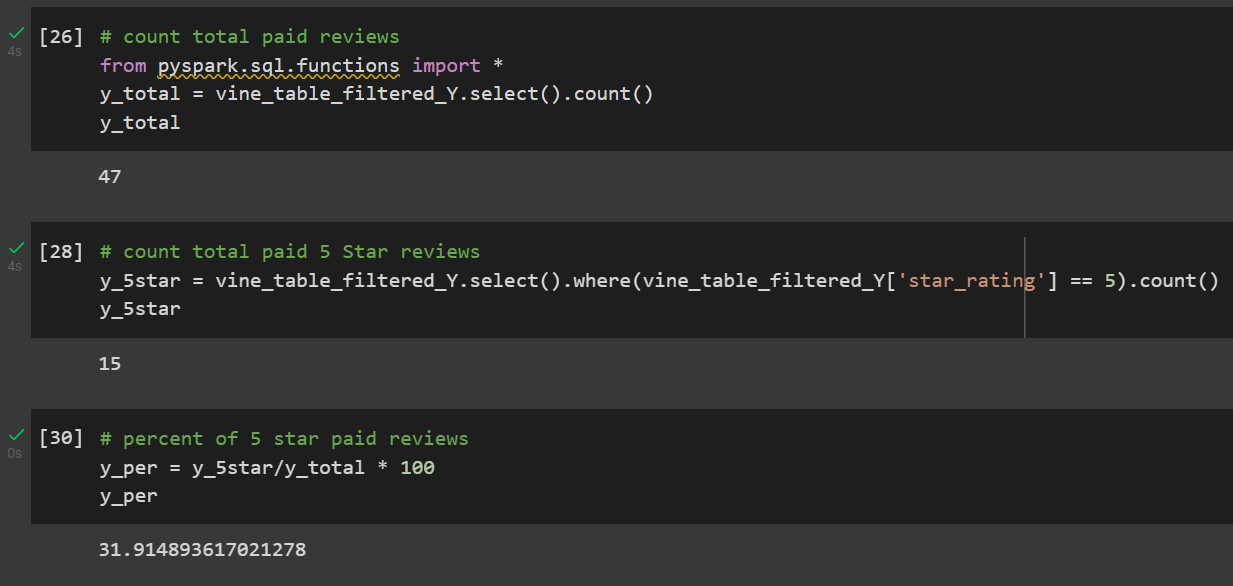 [26] # count total paid reviews
4s
from pyspark.sql.functions import *
y_total = vine_table_filtered_Y.select().count()
y_total
47
[28] # count total paid 5 Star reviews
4s
y_5star = vine_table_filtered_Y.select().where(vine_table_filtered_Y['star_rating'] == 5).count()
y_5star
15
[30] # percent of 5 star paid reviews
0s
y_per = y_5star/y_total * 100
y_per
31.914893617021278